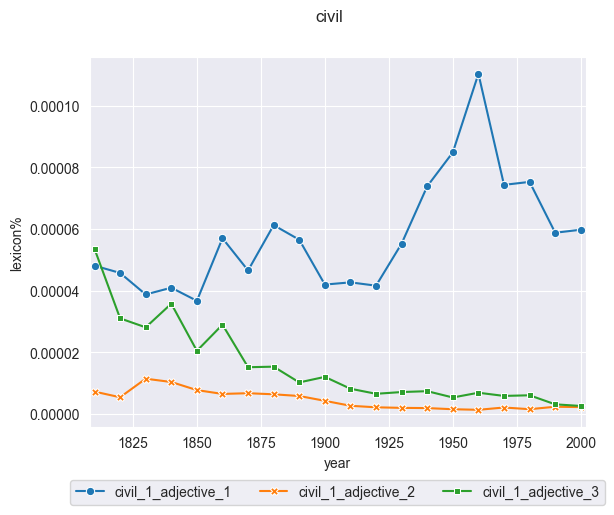 civil
0.00010
0.00008
0.00006
0.00004
0.00002
0.00000
lexicon%
1825 1850 1875 1900 1925 1950 1975 2000
year
civil_1_adjective_1 civil_1_adjective_2 civil_1_adjective_3